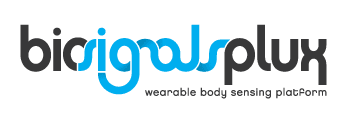 biosignalsplux
wearable body sensing platform